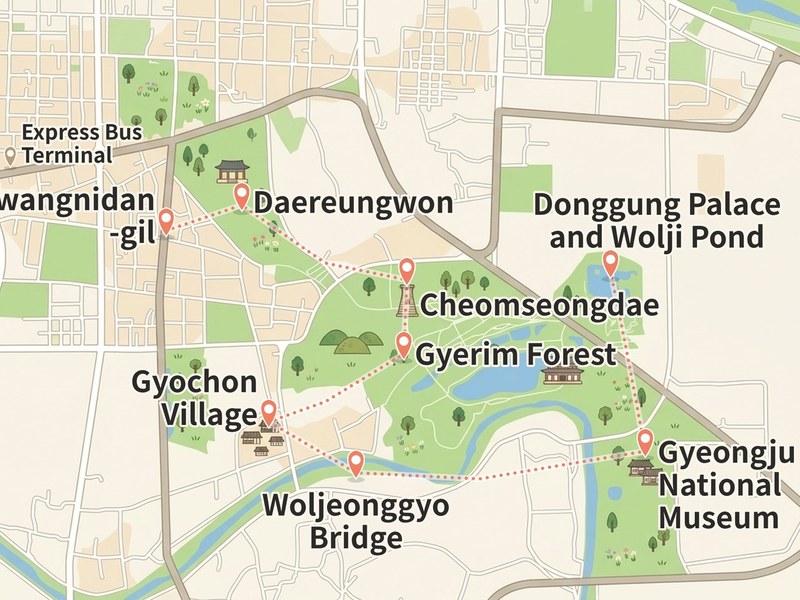 Express Bus
Terminal
wangnidan
-gil
Daereungwon
Donggung Palace
and Wolji Pond
Cheomseongdae
Gyerim Forest
Gyochon
Village
Gyeongju
National
Museum
Woljeonggyo
Bridge